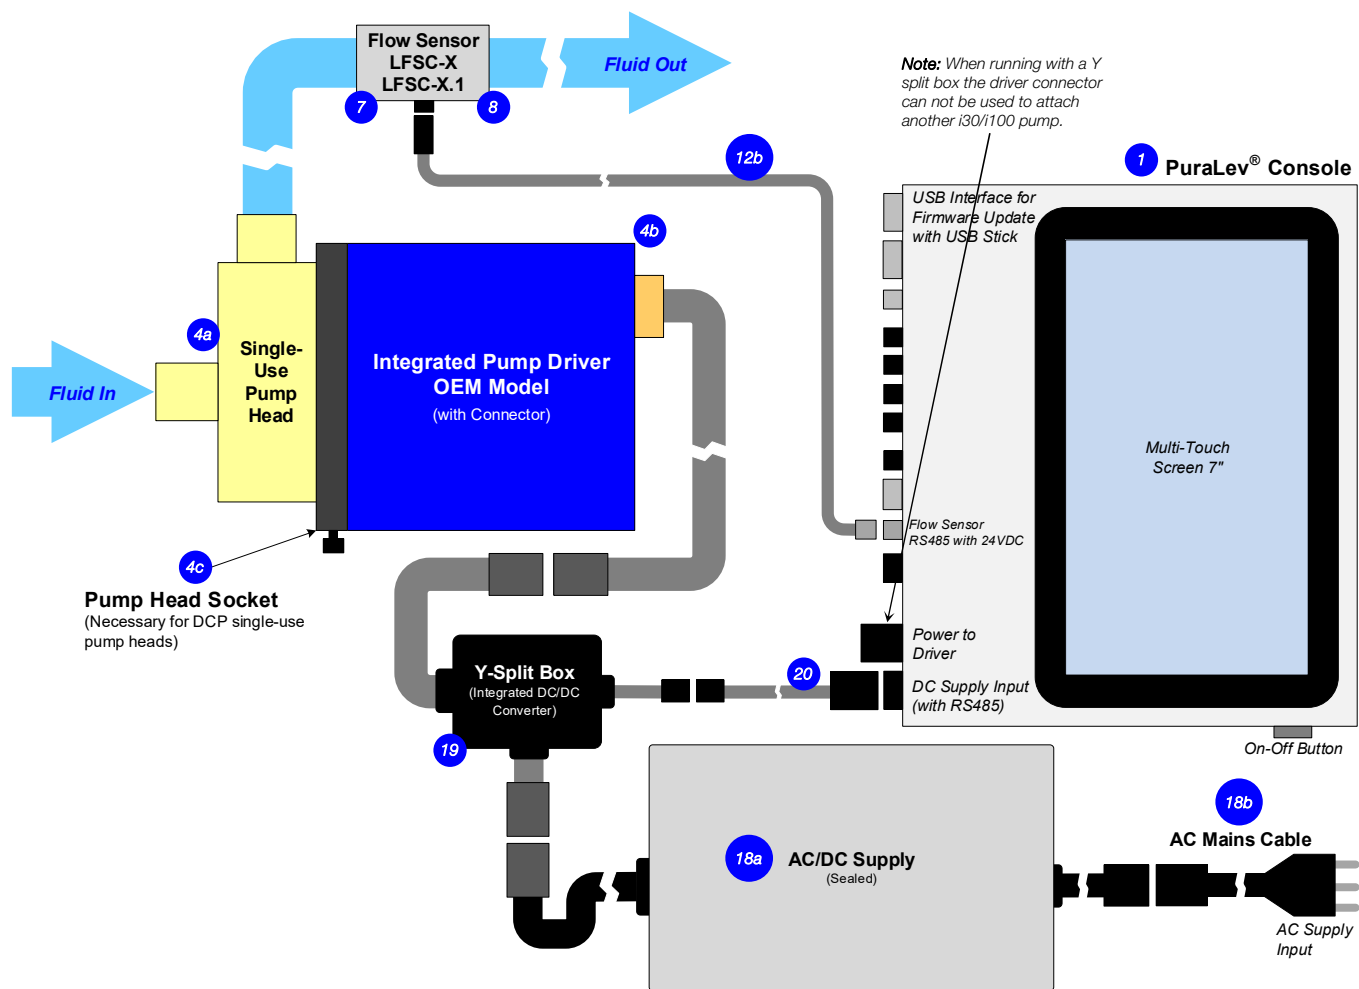 Flow Sensor
LFSC-X
LFSC-X.1
7
8
Fluid Out
Note: When running with a Y
split box the driver connector
can not be used to attach
another i30/i100 pump.
12b
1
PuraLev® Console
USB Interface for
Firmware Update
with USB Stick
4b
4a
Single-
Use
Pump
Head
Fluid In
Integrated Pump Driver
OEM Model
(with Connector)
Multi-Touch
Screen 7"
Flow Sensor
RS485 with 24VDC
4c
Pump Head Socket
(Necessary for DCP single-use
pump heads)
Power to
Driver
Y-Split Box
(Integrated DC/DC
Converter)
19
20
DC Supply Input
(with RS485)
On-Off Button
18a
AC/DC Supply
(Sealed)
18b
AC Mains Cable
AC Supply
Input